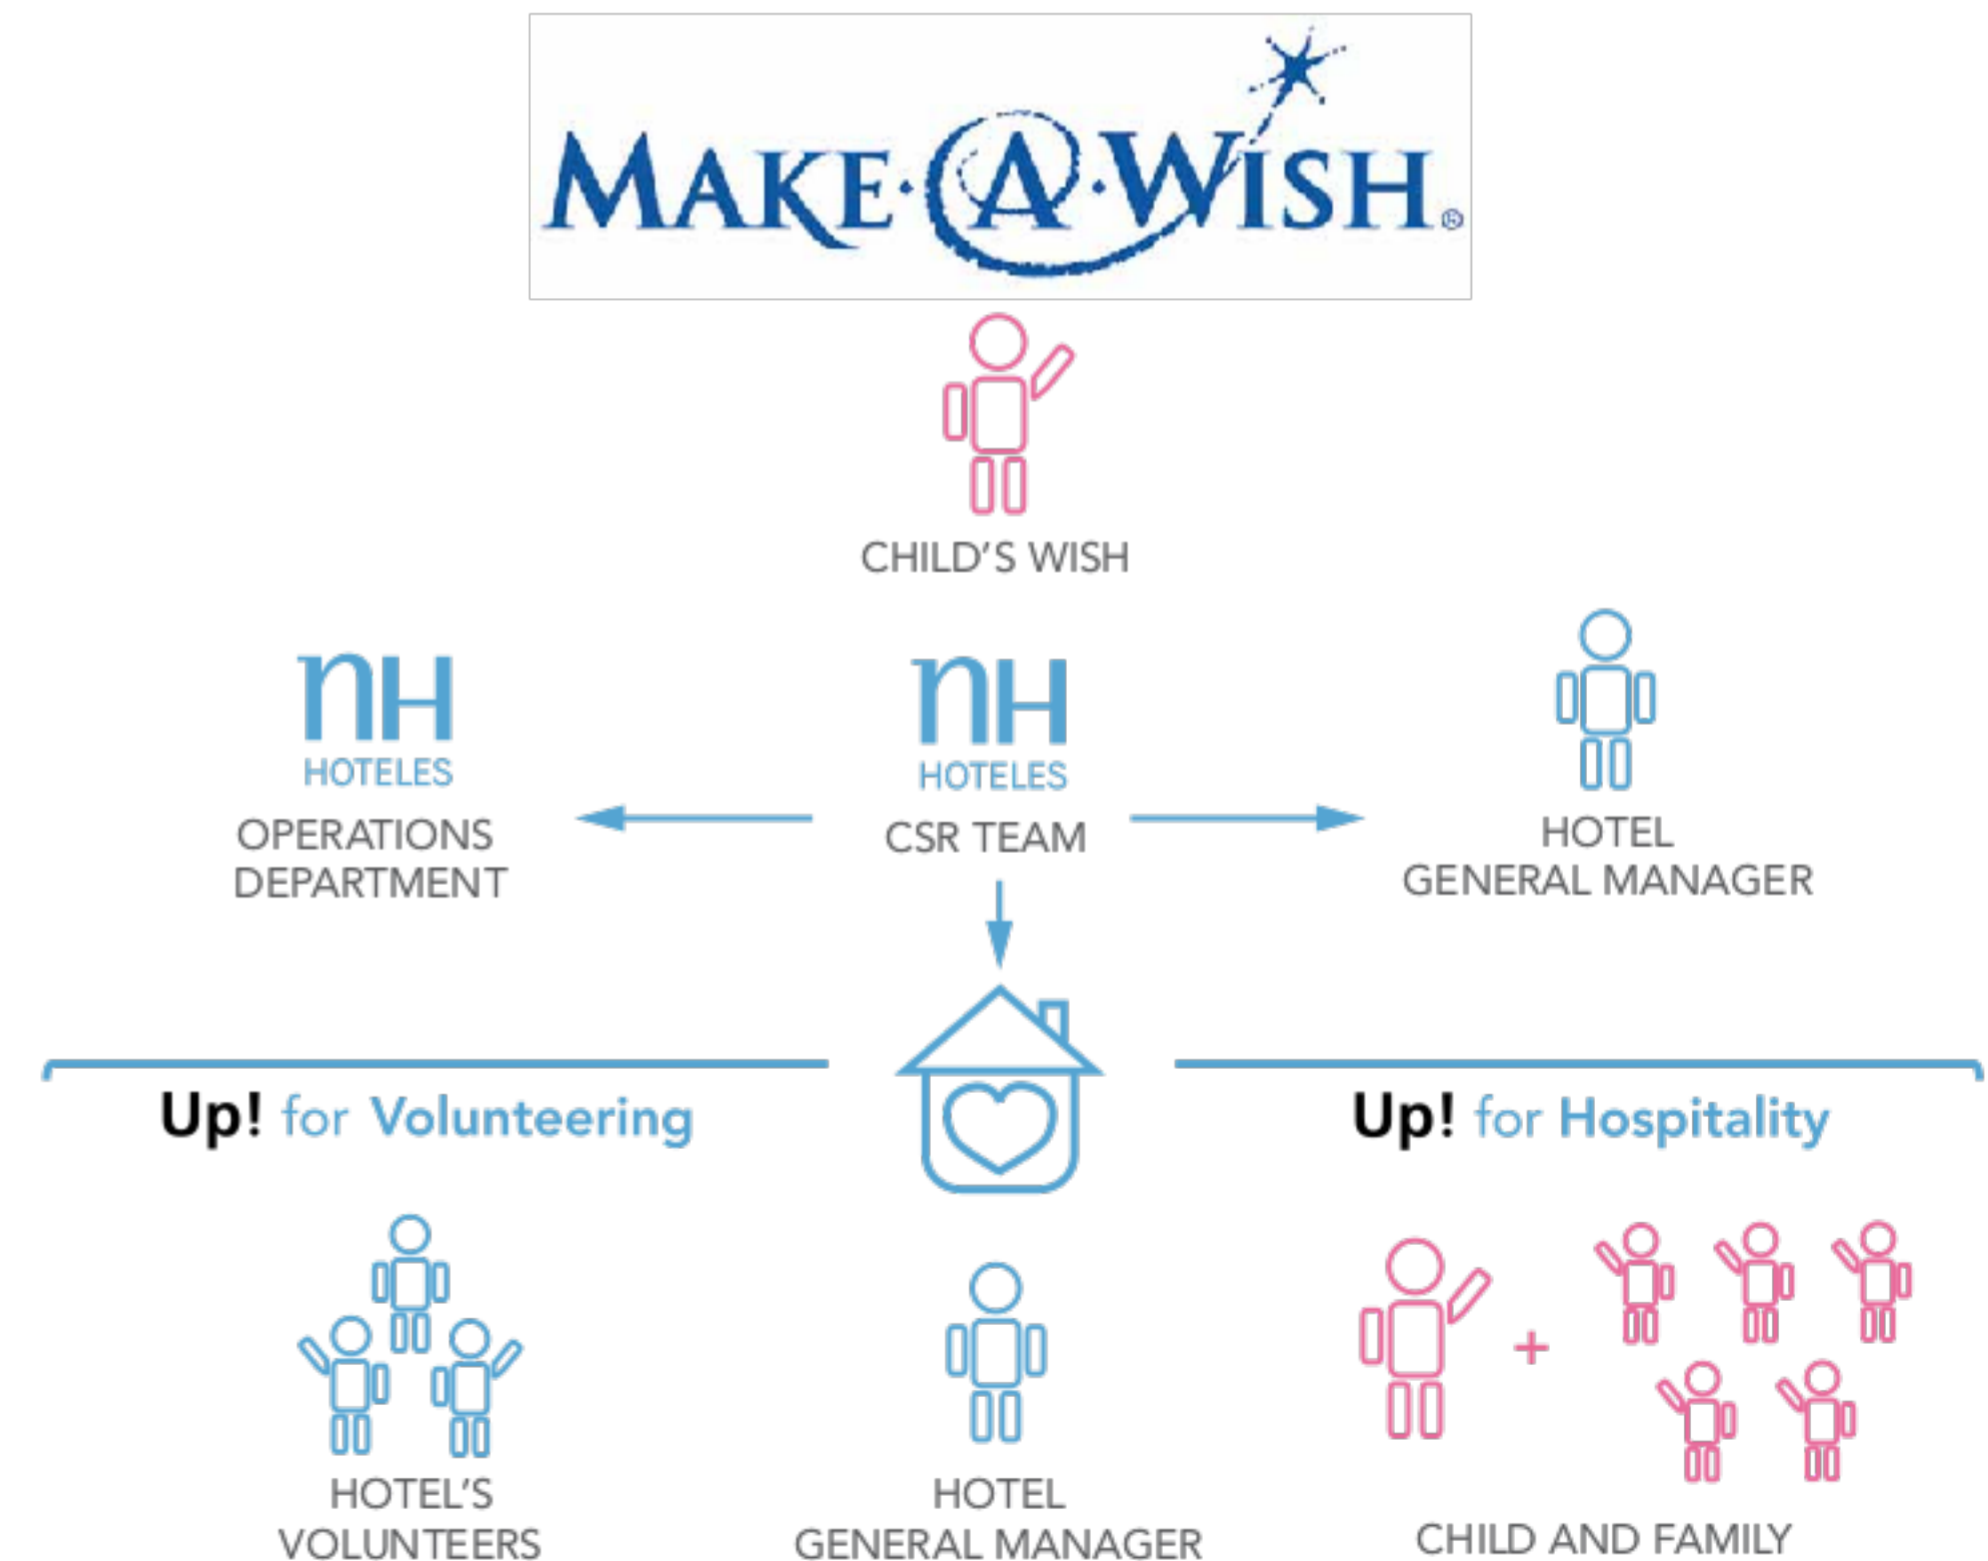 MAKE·A·WISH®
CHILD'S WISH
nH
HOTELES
OPERATIONS
DEPARTMENT
nH
HOTELES
CSR TEAM
HOTEL
GENERAL MANAGER
Up! for Volunteering
Up! for Hospitality
HOTEL'S
VOLUNTEERS
HOTEL
GENERAL MANAGER
+
CHILD AND FAMILY